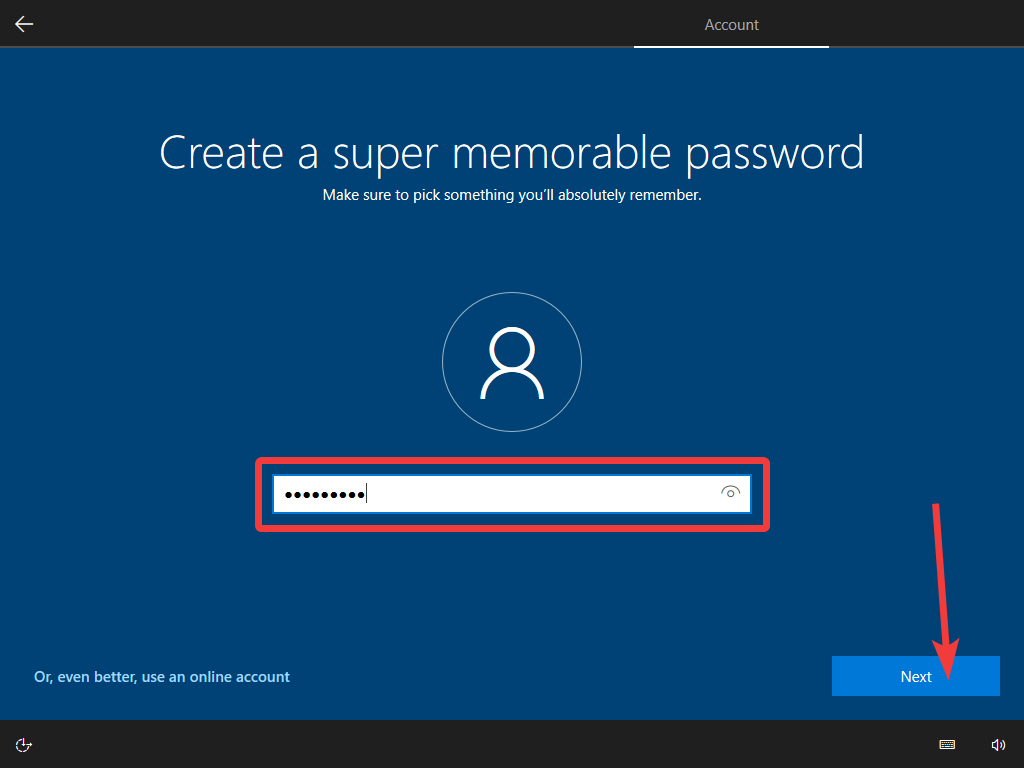 Account
Create a super memorable password
Make sure to pick something you'll absolutely remember.
•••••••••
Or, even better, use an online account
Next